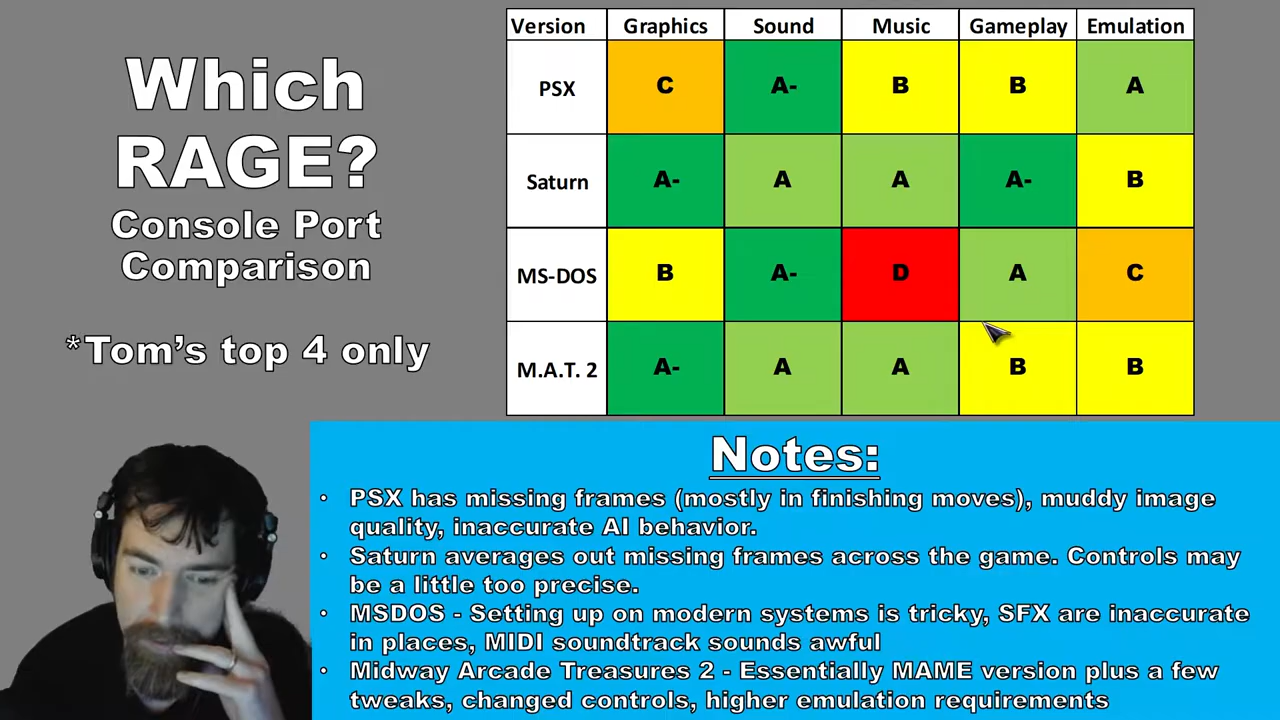 Which
RAGE?
Console Port
Comparison
*Tom's top 4 only
Version Graphics Sound Music Gameplay Emulation
PSX C A- B B A
Saturn A- A A A- B
MS-DOS B A- D A C
M.A.T. 2 A- A A B B
Notes:
• PSX has missing frames (mostly in finishing moves), muddy image
quality, inaccurate AI behavior.
• Saturn averages out missing frames across the game. Controls may
be a little too precise.
• MSDOS - Setting up on modern systems is tricky, SFX are inaccurate
in places, MIDI soundtrack sounds awful
• Midway Arcade Treasures 2 - Essentially MAME version plus a few
tweaks, changed controls, higher emulation requirements